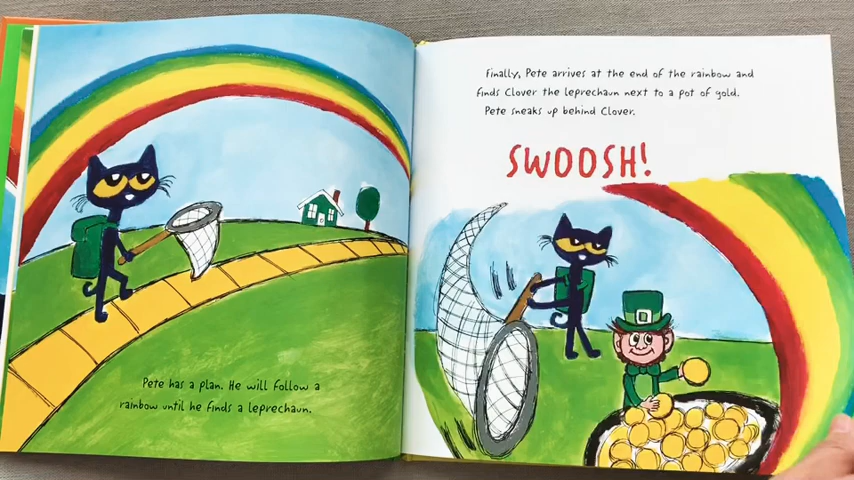 Pete has a plan. He will follow a
rainbow until he finds a leprechaun.
Finally, Pete arrives at the end of the rainbow and
finds Clover the leprechaun next to a pot of gold.
Pete sneaks up behind Clover.
SWOOSH!